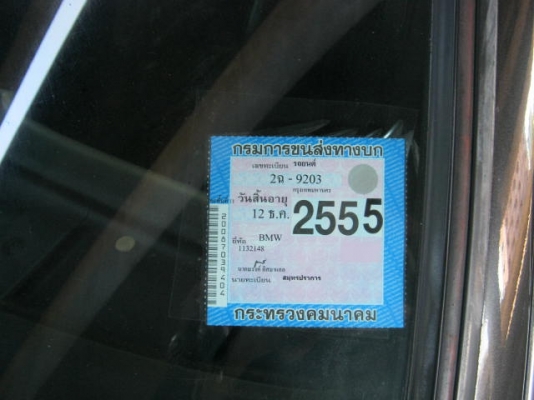 กรมการขนส่งทางบก
เลขทะเบียน รถยนต์
2ฉ - 9203
กรุงเทพมหานคร
วันสิ้นอายุ
12 ธ.ค. 2555
ยี่ห้อ BMW
1132148
นายทะเบียน สมุทรปราการ
กระทรวงคมนาคม